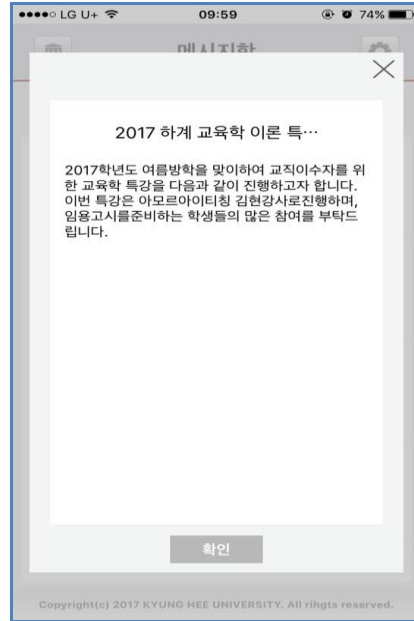 LG U+ 09:59 74%
메시지함
2017 하계 교육학 이론 특…
2017학년도 여름방학을 맞이하여 교직이수자를 위
한 교육학 특강을 다음과 같이 진행하고자 합니다.
이번 특강은 아모르아이티칭 김현강사로진행하며,
임용고시를준비하는 학생들의 많은 참여를 부탁드
립니다.
확인
Copyright(c) 2017 KYUNG HEE UNIVERSITY. All rihgts reserved.